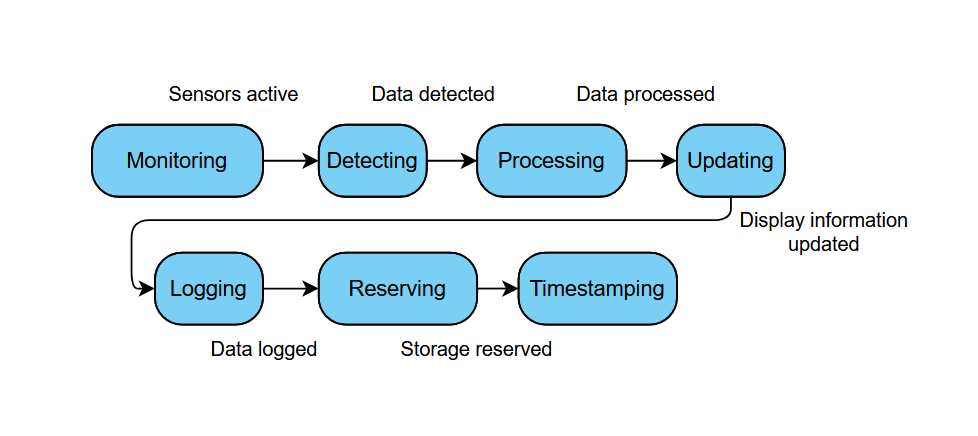 Sensors active
Data detected
Data processed
Monitoring
Detecting
Processing
Updating
Display information
updated
Logging
Reserving
Timestamping
Data logged
Storage reserved